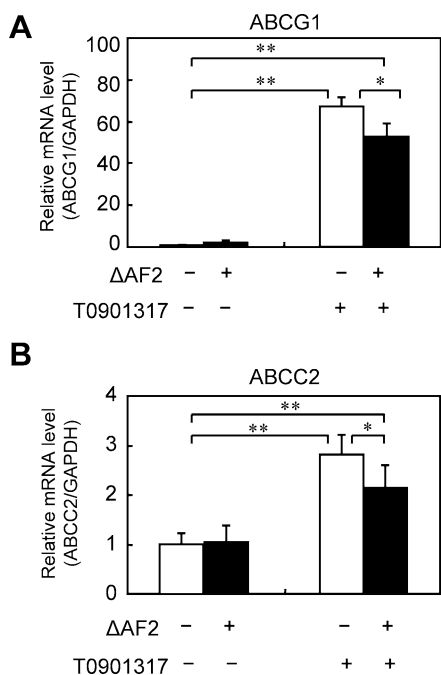 A
ABCG1
Relative mRNA level
(ABCG1/GAPDH)
100
80
60
40
20
0
**
**
*
ΔAF2 − + − +
T0901317 − − + +
B
ABCC2
Relative mRNA level
(ABCC2/GAPDH)
4
3
2
1
0
**
**
*
ΔAF2 − + − +
T0901317 − − + +